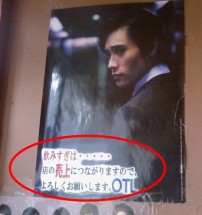 飲みすぎは・・・・・
店の売上につながりますので、
よろしくお願いします。OTL